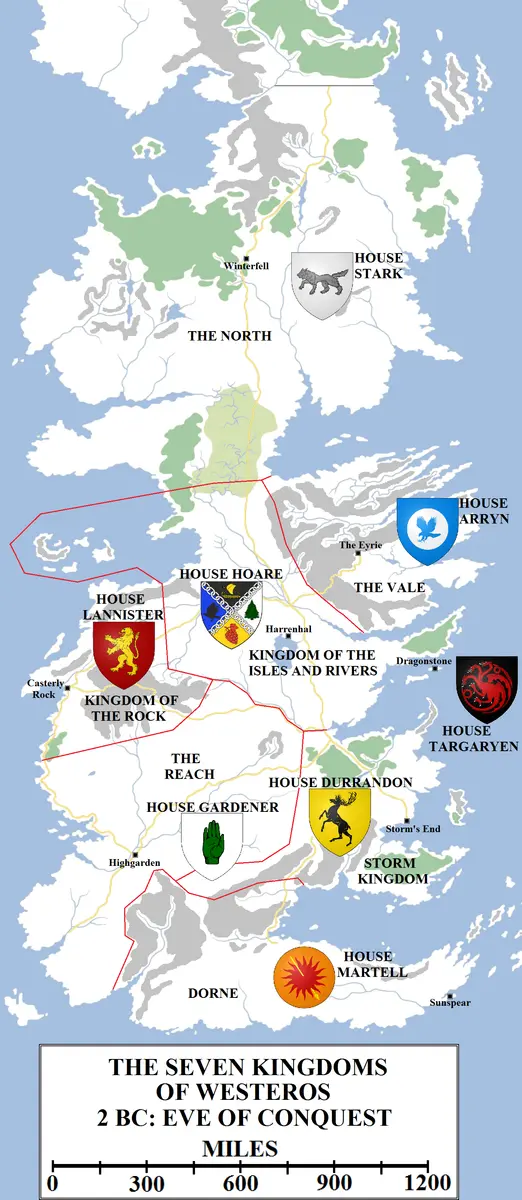 Winterfell
HOUSE
STARK
THE NORTH
HOUSE
ARRYN
The Eyrie
THE VALE
HOUSE HOARE
HOUSE
LANNISTER
Harrenhal
KINGDOM OF THE
ISLES AND RIVERS
Dragonstone
Casterly
Rock
KINGDOM OF
THE ROCK
HOUSE
TARGARYEN
THE
REACH
HOUSE DURRANDON
HOUSE GARDENER
Storm's End
Highgarden
STORM
KINGDOM
HOUSE
MARTELL
DORNE
Sunspear
THE SEVEN KINGDOMS
OF WESTEROS
2 BC: EVE OF CONQUEST
MILES
0 300 600 900 1200